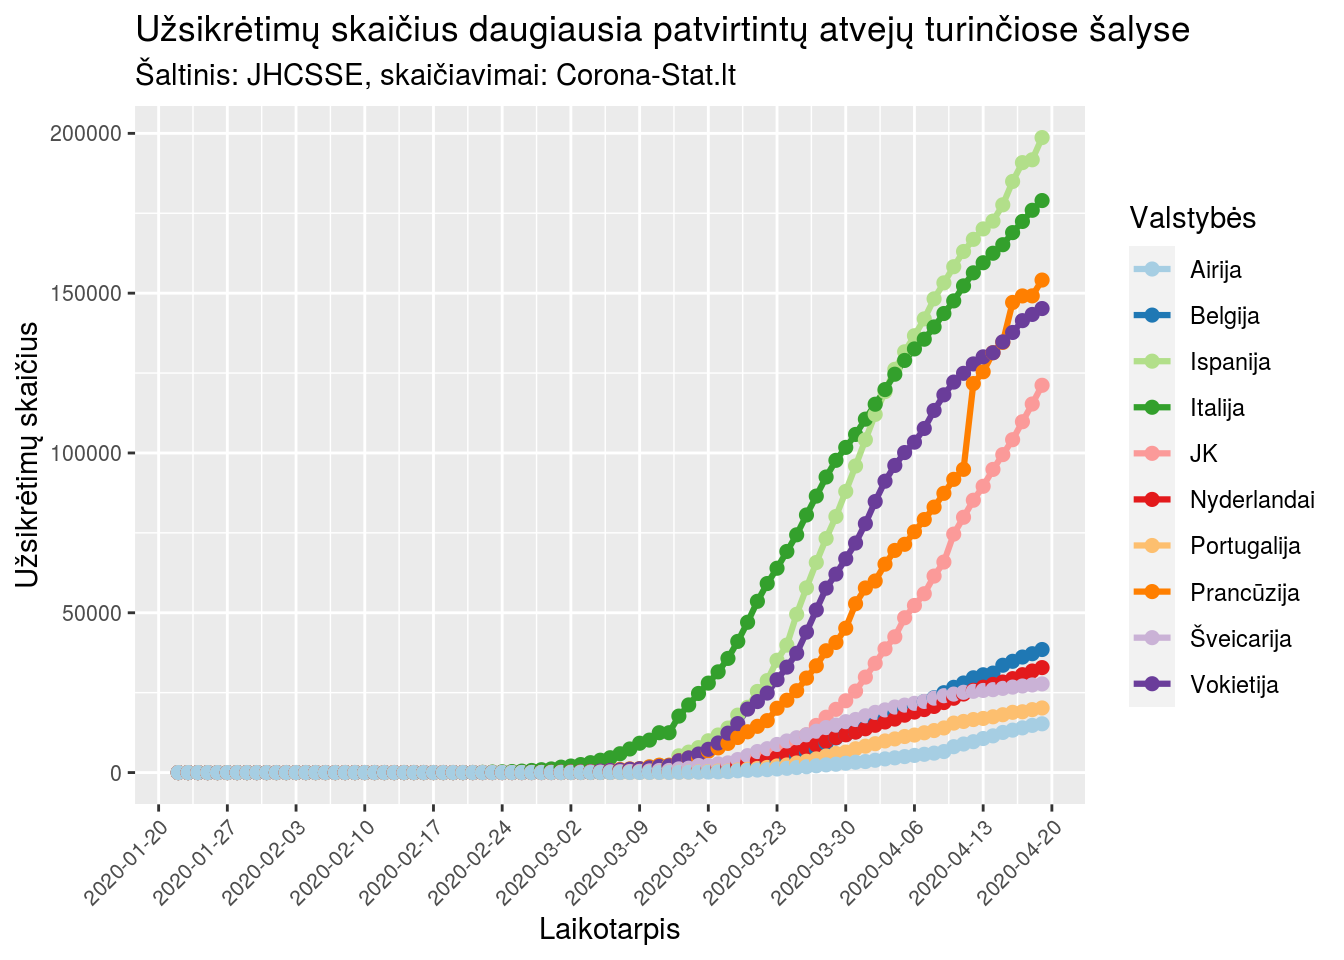 Užsikrėtimų skaičius daugiausia patvirtintų atvejų turinčiose šalyse
Šaltinis: JHCSSE, skaičiavimai: Corona-Stat.lt
Užsikrėtimų skaičius
200000
150000
100000
50000
0
2020-01-20
2020-01-27
2020-02-03
2020-02-10
2020-02-17
2020-02-24
2020-03-02
2020-03-09
2020-03-16
2020-03-23
2020-03-30
2020-04-06
2020-04-13
2020-04-20
Laikotarpis
Valstybės
Airija
Belgija
Ispanija
Italija
JK
Nyderlandai
Portugalija
Prancūzija
Šveicarija
Vokietija